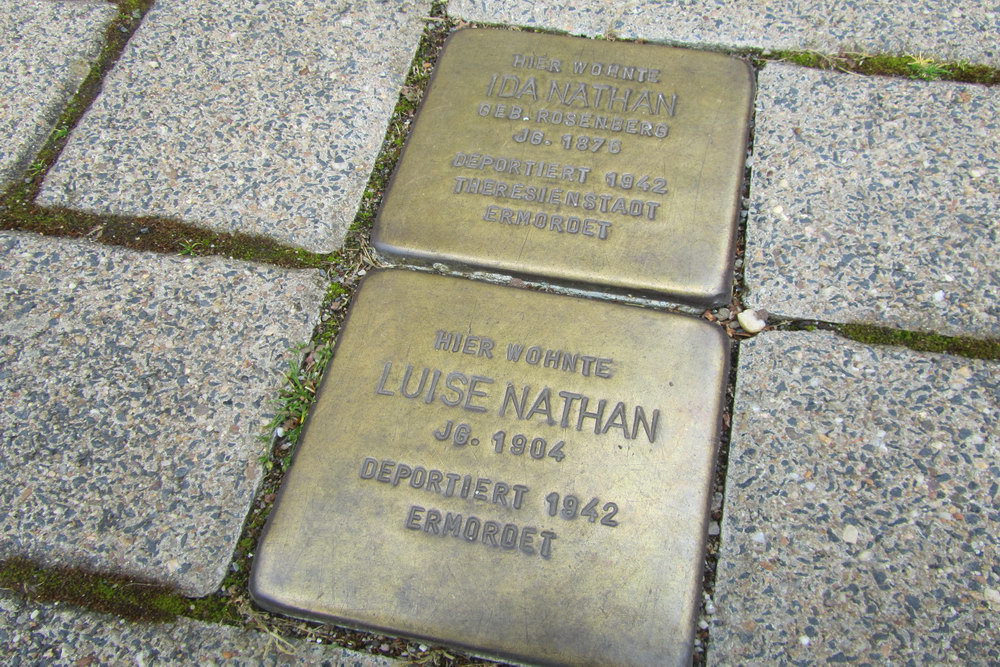 HIER WOHNTE
IDA NATHAN
GEB. ROSENBERG
JG. 1875
DEPORTIERT 1942
THERESIENSTADT
ERMORDET
HIER WOHNTE
LUISE NATHAN
JG. 1904
DEPORTIERT 1942
ERMORDET